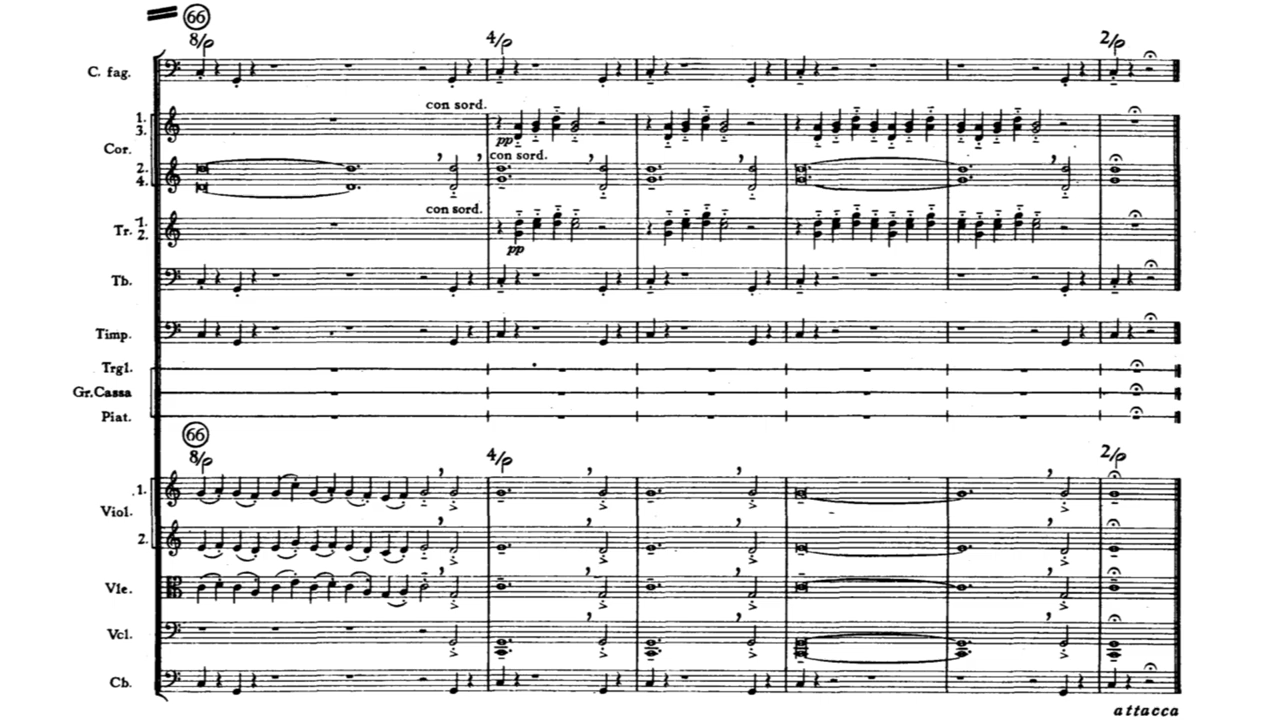 66
8/ 4/ 2/
C. fag.
con sord.
1.
3.
pp
Cor.
con sord.
2.
4.
con sord.
Tr. 1.
2.
pp
Tb.
Timp.
Trgl.
Gr.Cassa
Piat.
66
8/ 4/ 2/
1.
Viol.
2.
Vle.
Vcl.
Cb.
attacca